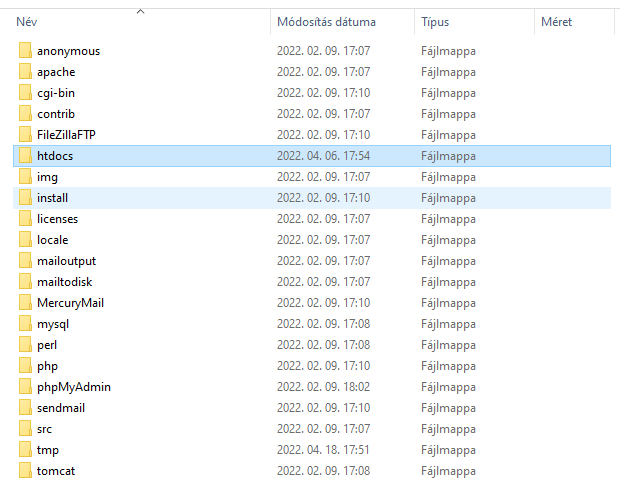 Név Módosítás dátuma Típus Méret
anonymous 2022. 02. 09. 17:07 Fájlmappa
apache 2022. 02. 09. 17:07 Fájlmappa
cgi-bin 2022. 02. 09. 17:10 Fájlmappa
contrib 2022. 02. 09. 17:07 Fájlmappa
FileZillaFTP 2022. 02. 09. 17:10 Fájlmappa
htdocs 2022. 04. 06. 17:54 Fájlmappa
img 2022. 02. 09. 17:07 Fájlmappa
install 2022. 02. 09. 17:10 Fájlmappa
licenses 2022. 02. 09. 17:07 Fájlmappa
locale 2022. 02. 09. 17:07 Fájlmappa
mailoutput 2022. 02. 09. 17:07 Fájlmappa
mailtodisk 2022. 02. 09. 17:07 Fájlmappa
MercuryMail 2022. 02. 09. 17:10 Fájlmappa
mysql 2022. 02. 09. 17:08 Fájlmappa
perl 2022. 02. 09. 17:08 Fájlmappa
php 2022. 02. 09. 17:10 Fájlmappa
phpMyAdmin 2022. 02. 09. 18:02 Fájlmappa
sendmail 2022. 02. 09. 17:10 Fájlmappa
src 2022. 02. 09. 17:07 Fájlmappa
tmp 2022. 04. 18. 17:51 Fájlmappa
tomcat 2022. 02. 09. 17:08 Fájlmappa